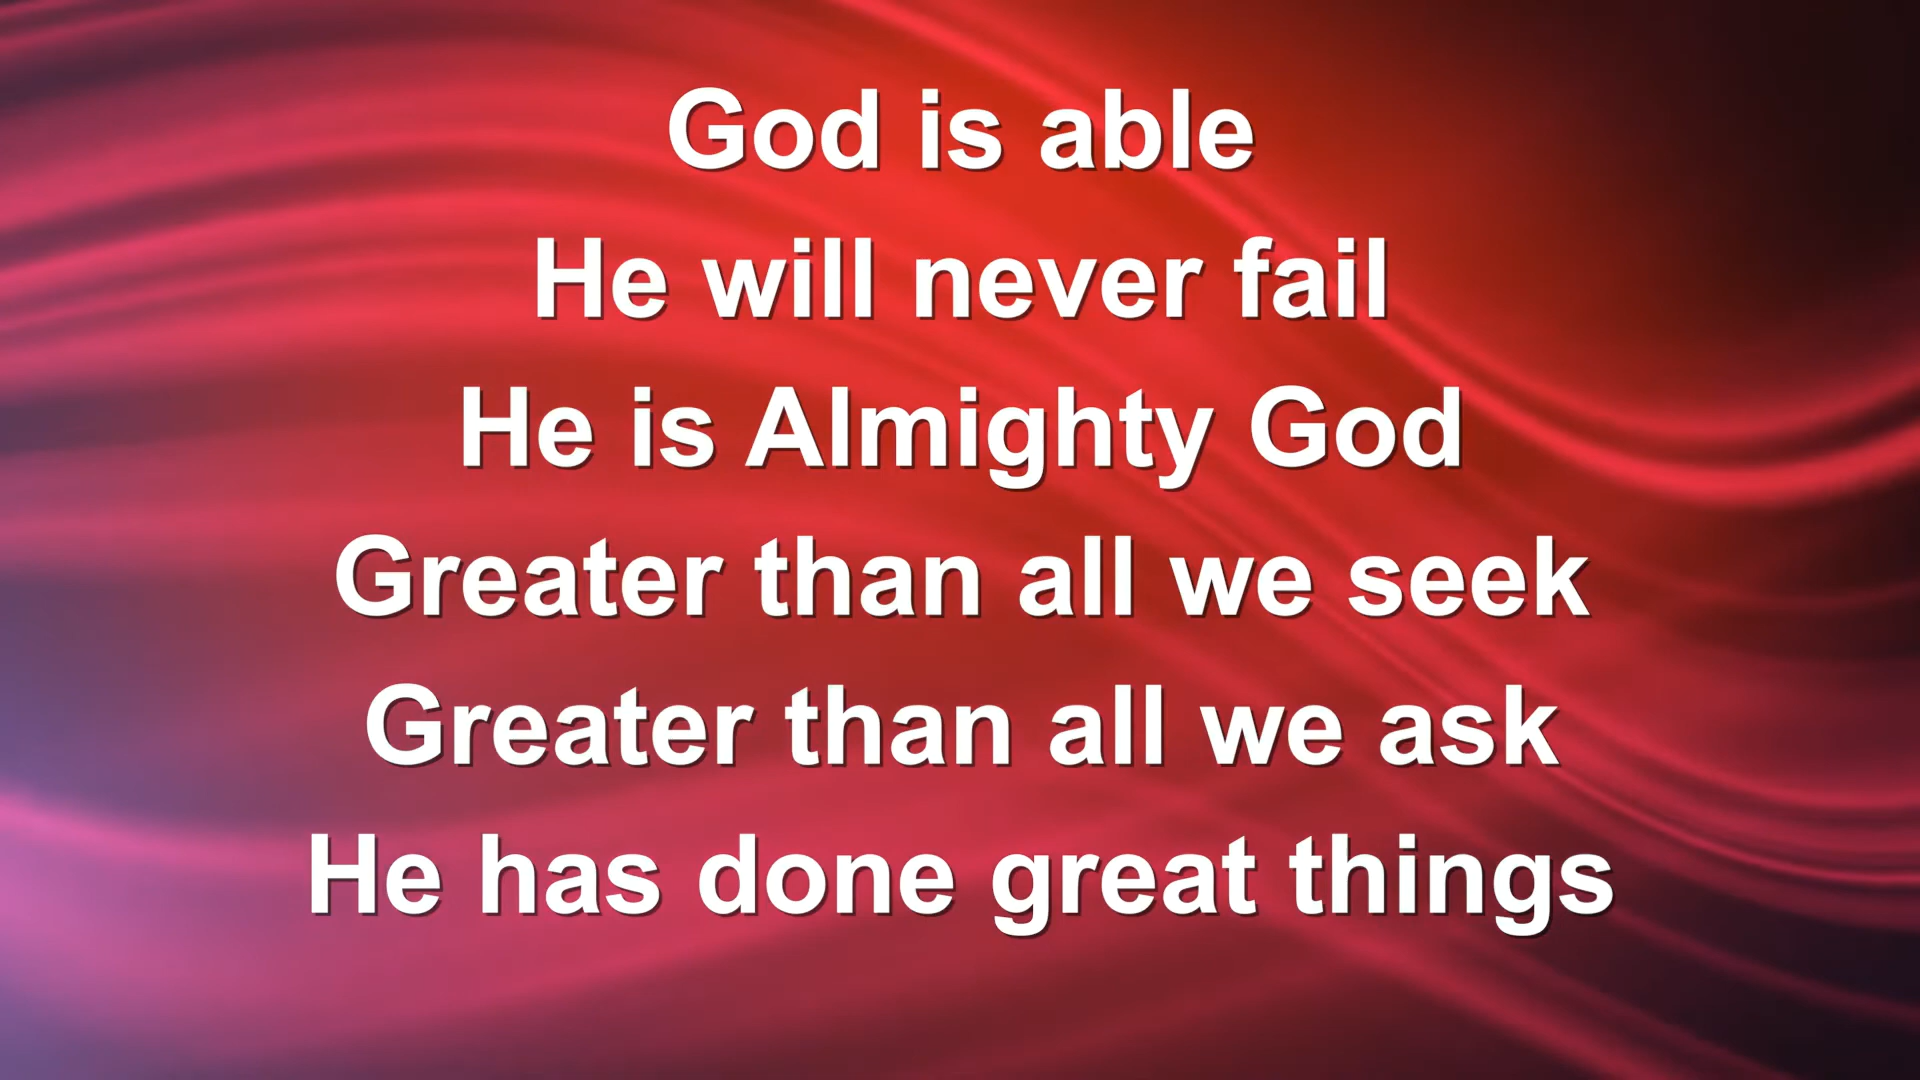 God is able
He will never fail
He is Almighty God
Greater than all we seek
Greater than all we ask
He has done great things